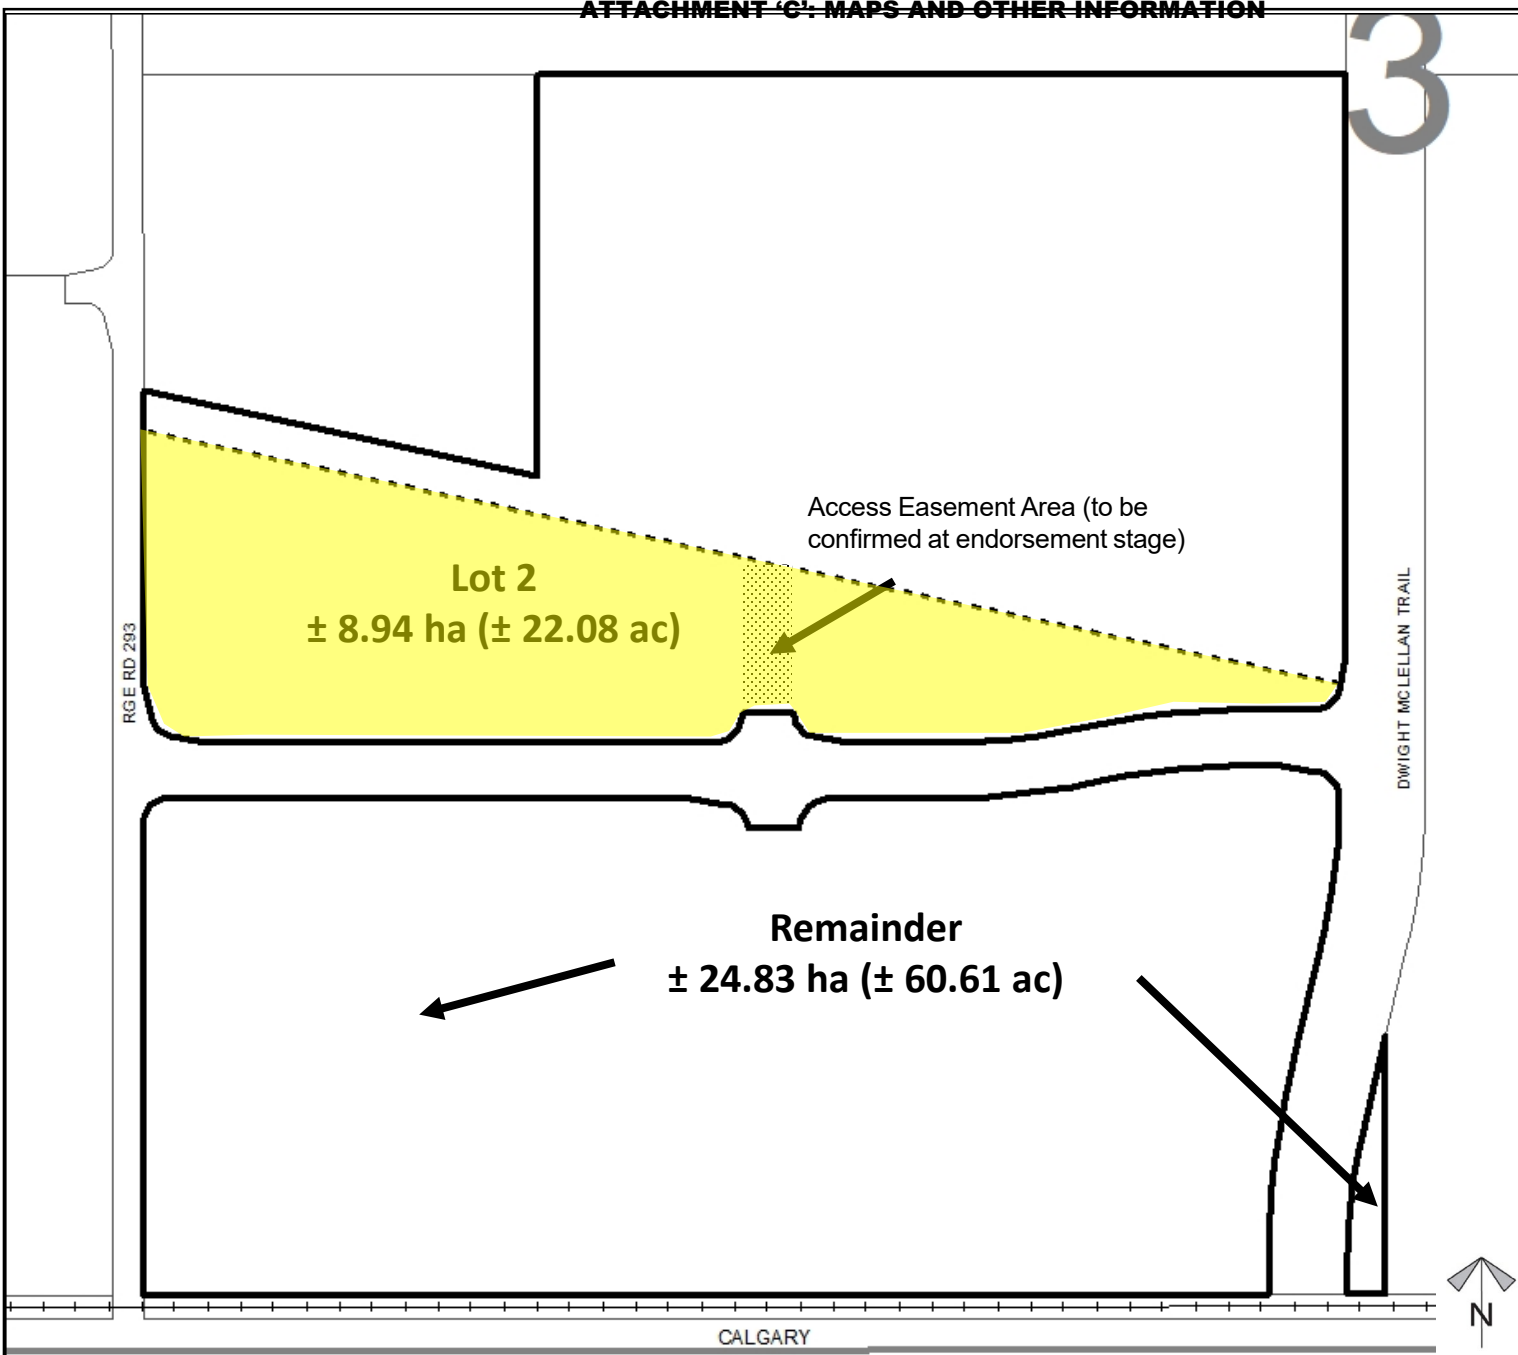 ATTACHMENT ‘C’: MAPS AND OTHER INFORMATION
3
Access Easement Area (to be
confirmed at endorsement stage)
Lot 2
± 8.94 ha (± 22.08 ac)
RGE RD 293
DWIGHT MCLELLAN TRAIL
Remainder
± 24.83 ha (± 60.61 ac)
N
CALGARY